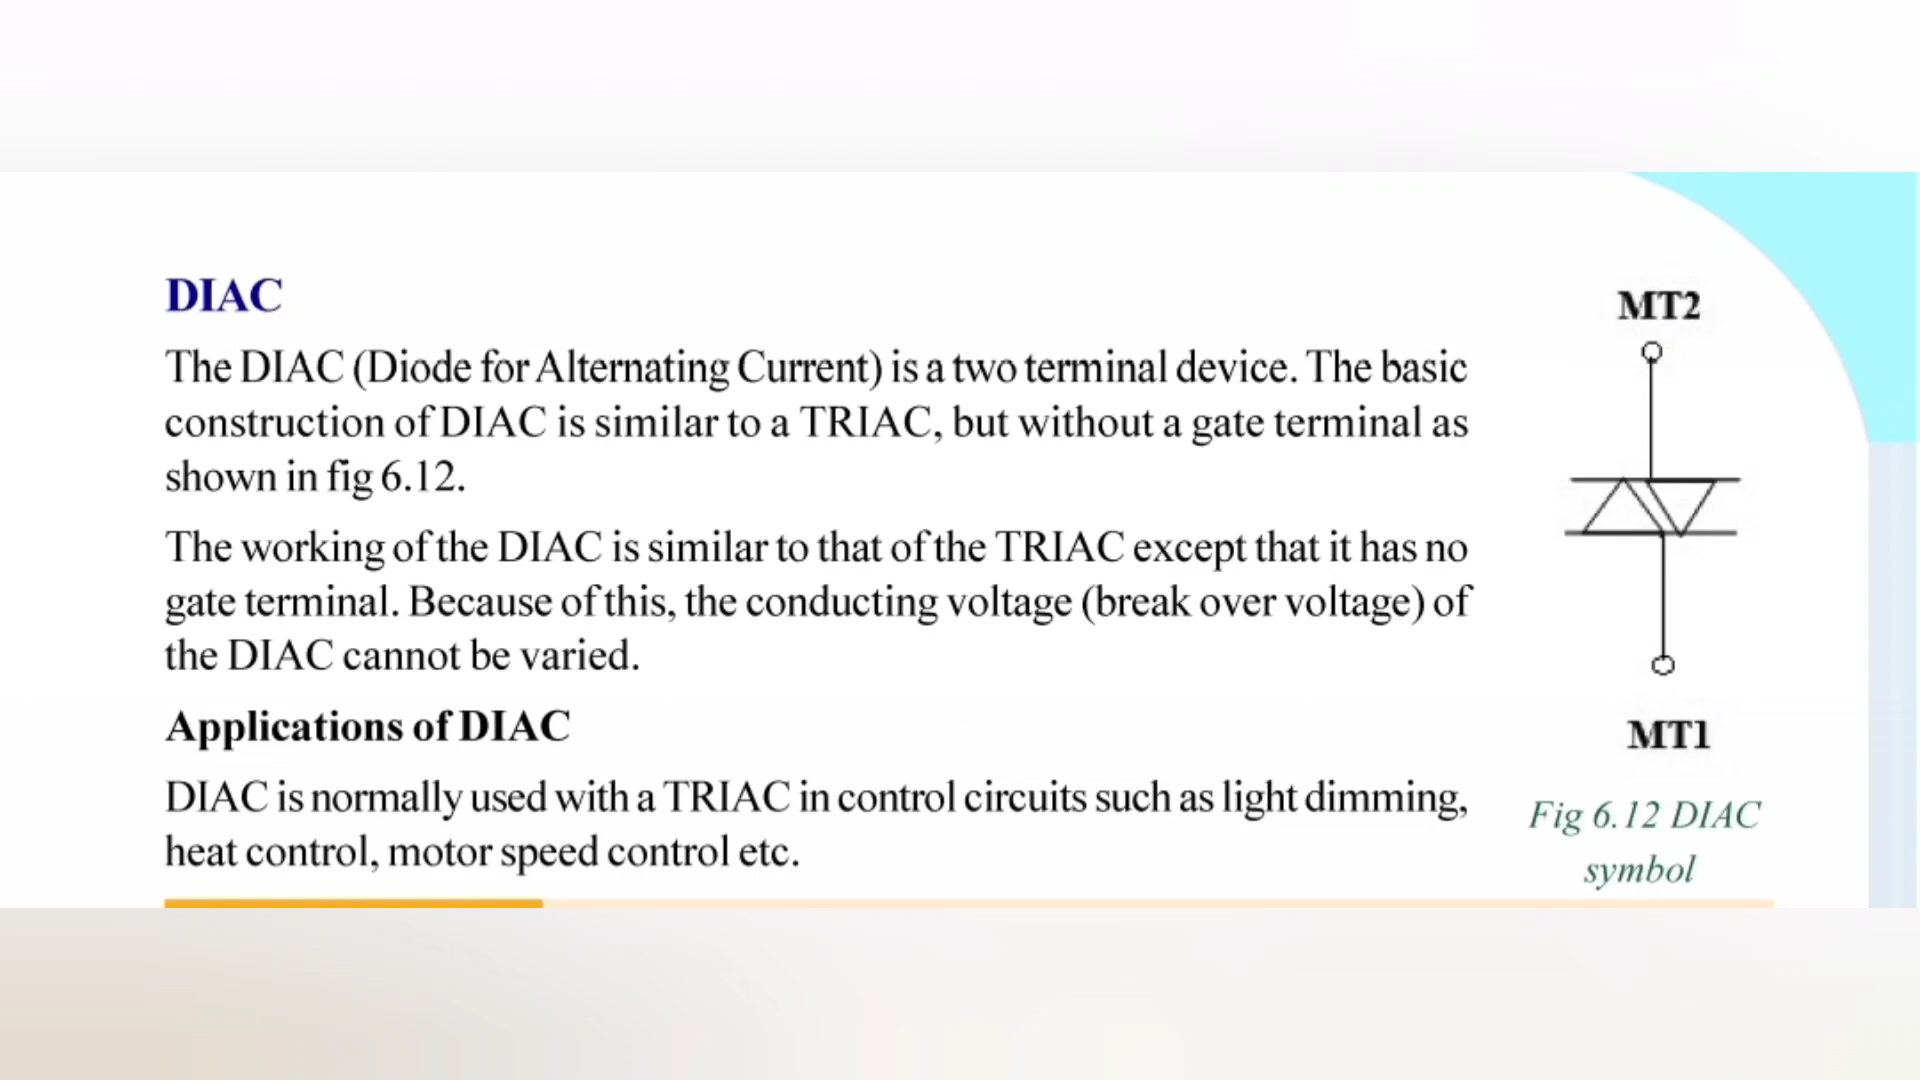 DIAC
The DIAC (Diode for Alternating Current) is a two terminal device. The basic
construction of DIAC is similar to a TRIAC, but without a gate terminal as
shown in fig 6.12.
The working of the DIAC is similar to that of the TRIAC except that it has no
gate terminal. Because of this, the conducting voltage (break over voltage) of
the DIAC cannot be varied.
Applications of DIAC
DIAC is normally used with a TRIAC in control circuits such as light dimming,
heat control, motor speed control etc.
MT2
MT1
Fig 6.12 DIAC
symbol